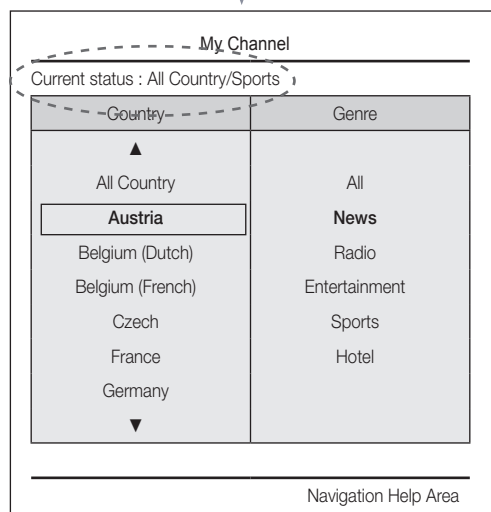 My Channel
Current status : All Country/Sports
Country Genre
▲
All Country All
Austria News
Belgium (Dutch) Radio
Belgium (French) Entertainment
Czech Sports
France Hotel
Germany
▼
Navigation Help Area